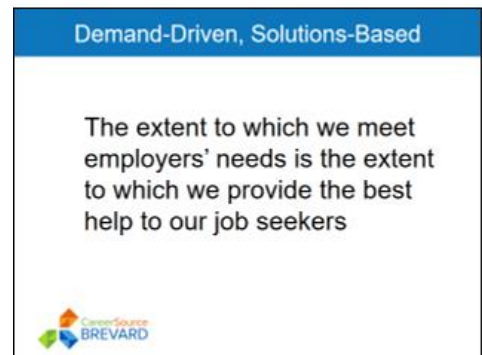 Demand-Driven, Solutions-Based
The extent to which we meet
employers' needs is the extent
to which we provide the best
help to our job seekers
CareerSource
BREVARD